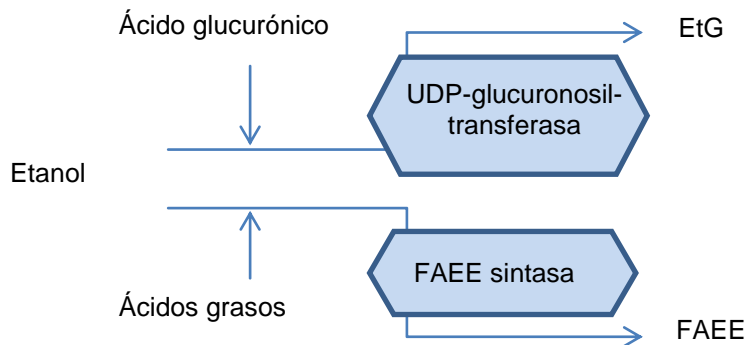 Ácido glucurónico
EtG
UDP-glucuronosil-
transferasa
Etanol
FAEE sintasa
Ácidos grasos
FAEE